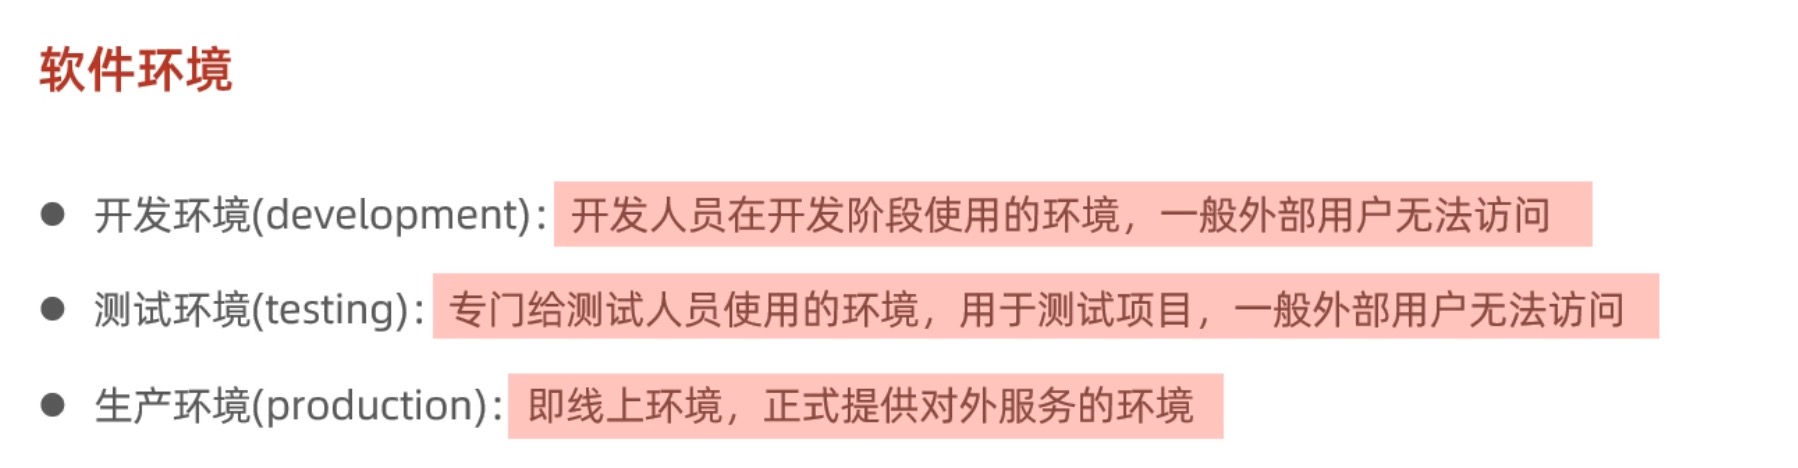 软件环境
● 开发环境(development)：开发人员在开发阶段使用的环境，一般外部用户无法访问
● 测试环境(testing)：专门给测试人员使用的环境，用于测试项目，一般外部用户无法访问
● 生产环境(production)：即线上环境，正式提供对外服务的环境